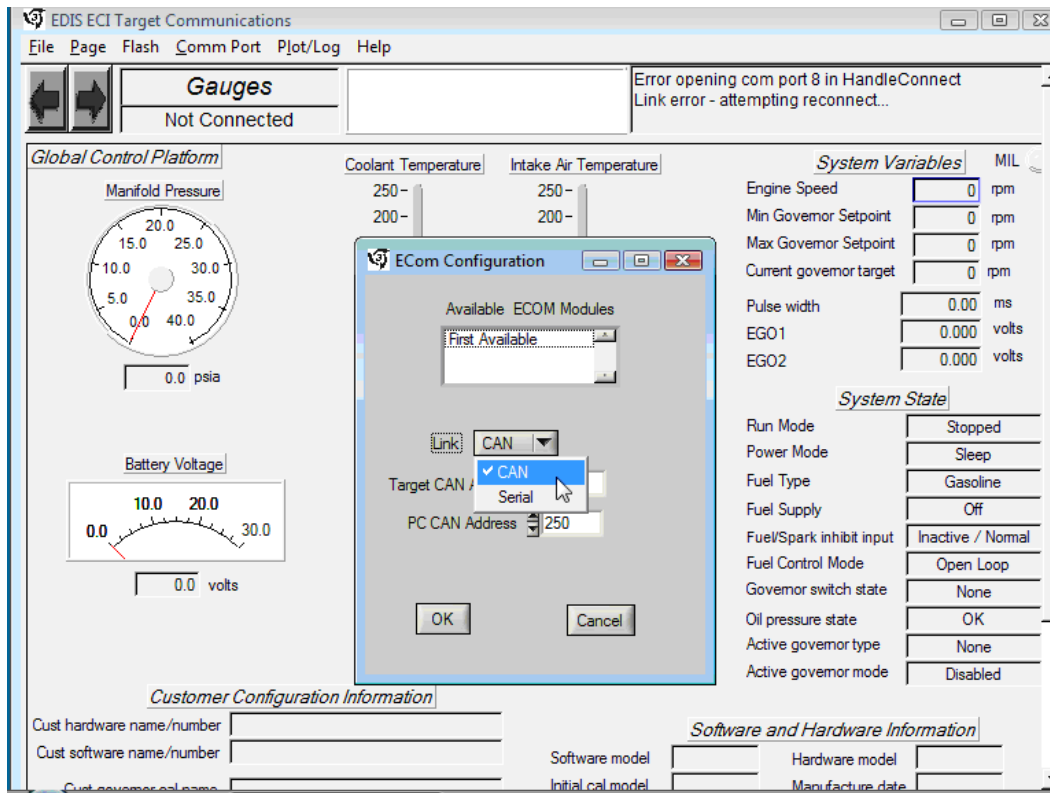 EDIS ECI Target Communications
File Page Flash Comm Port Plot/Log Help
Gauges
Not Connected
Error opening com port 8 in HandleConnect
Link error - attempting reconnect...
Global Control Platform
Manifold Pressure
0.0
5.0
10.0
15.0
20.0
25.0
30.0
35.0
40.0
0.0 psia
Battery Voltage
0.0
10.0
20.0
30.0
0.0 volts
Coolant Temperature
250
200
Intake Air Temperature
250
200
ECom Configuration
Available ECOM Modules
First Available
Link CAN
CAN
Serial
Target CAN
PC CAN Address 250
OK Cancel
System Variables MIL
Engine Speed 0 rpm
Min Governor Setpoint 0 rpm
Max Governor Setpoint 0 rpm
Current governor target 0 rpm
Pulse width 0.00 ms
EGO1 0.000 volts
EGO2 0.000 volts
System State
Run Mode Stopped
Power Mode Sleep
Fuel Type Gasoline
Fuel Supply Off
Fuel/Spark inhibit input Inactive / Normal
Fuel Control Mode Open Loop
Governor switch state None
Oil pressure state OK
Active governor type None
Active governor mode Disabled
Customer Configuration Information
Cust hardware name/number
Cust software name/number
Cust governor cal name
Software and Hardware Information
Software model
Hardware model
Initial cal model
Manufacture date